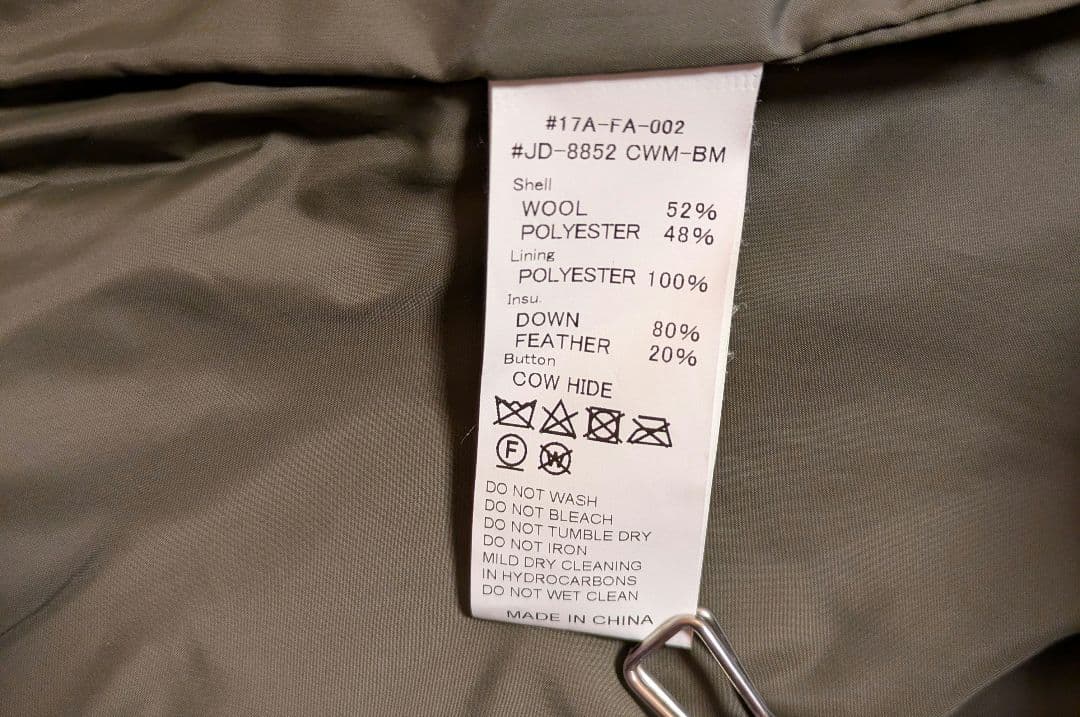 #17A-FA-002
#JD-8852 CWM-BM
Shell
WOOL 52%
POLYESTER 48%
Lining
POLYESTER 100%
Insu.
DOWN 80%
FEATHER 20%
Button
COW HIDE
F W
DO NOT WASH
DO NOT BLEACH
DO NOT TUMBLE DRY
DO NOT IRON
MILD DRY CLEANING
IN HYDROCARBONS
DO NOT WET CLEAN
MADE IN CHINA